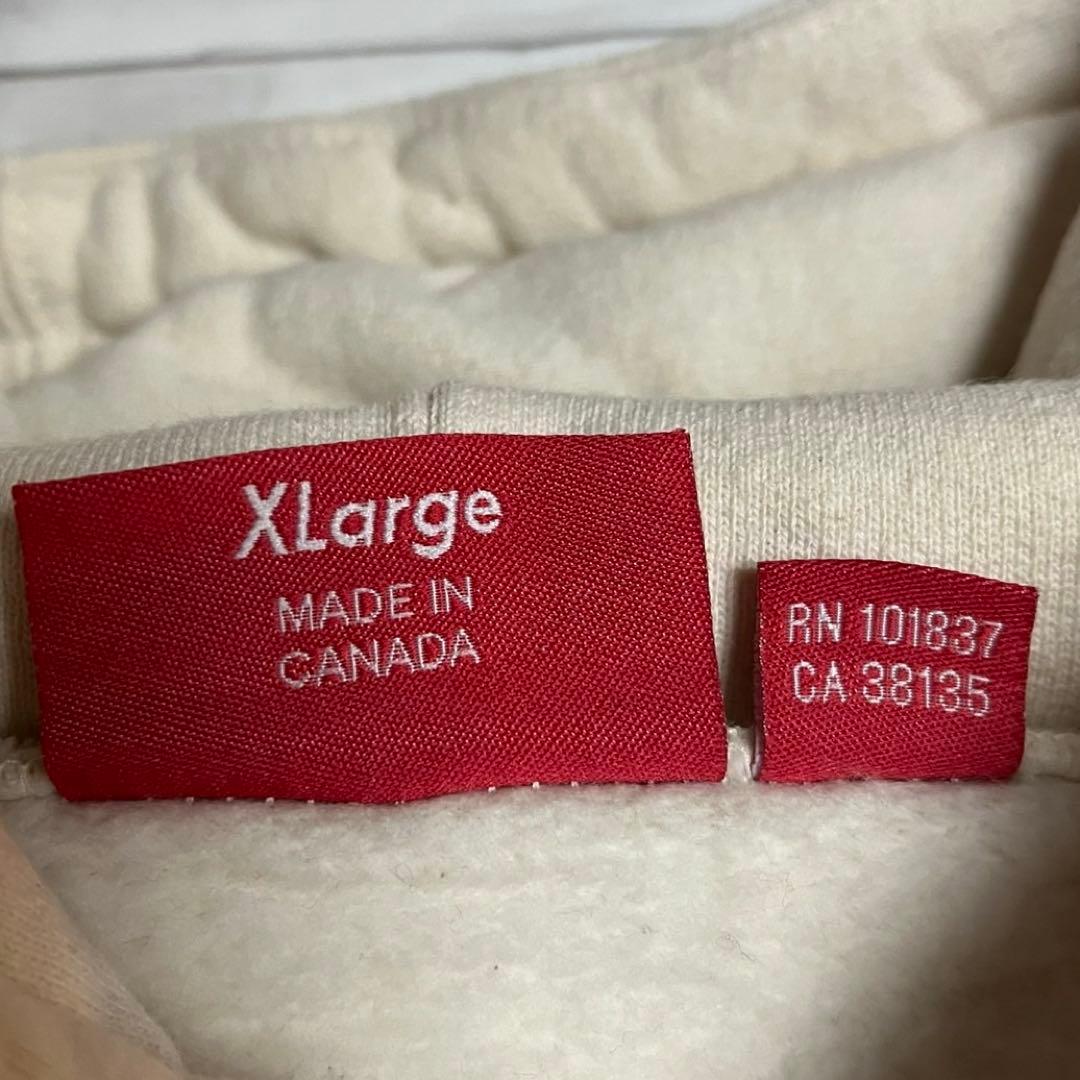 XLarge
MADE IN
CANADA
RN 101837
CA 38135